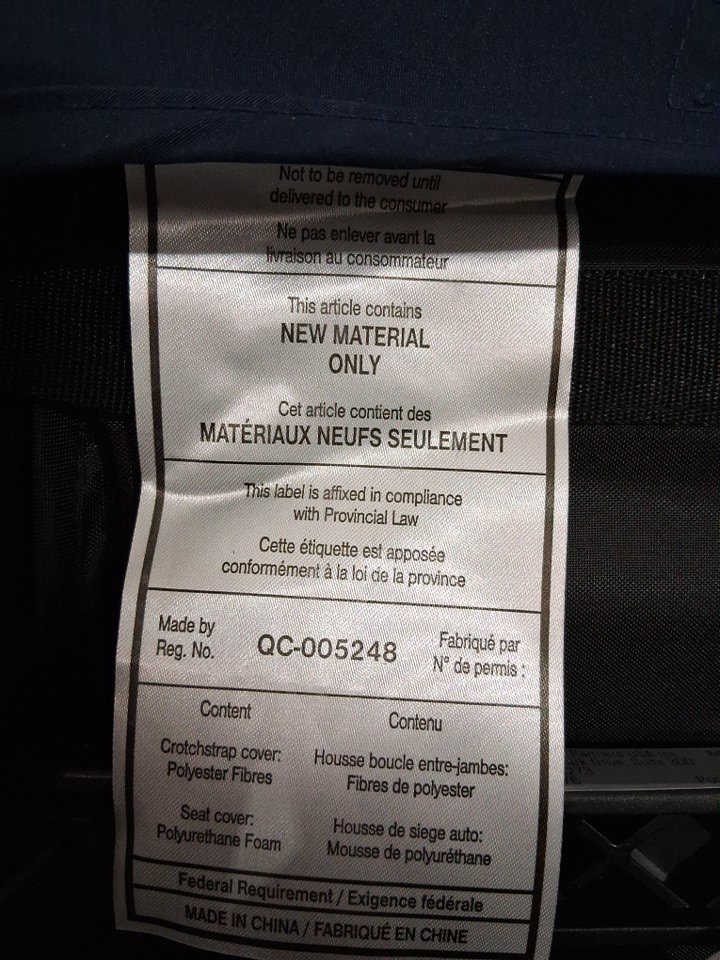 Not to be removed until
delivered to the consumer
Ne pas enlever avant la
livraison au consommateur
This article contains
NEW MATERIAL
ONLY
Cet article contient des
MATÉRIAUX NEUFS SEULEMENT
This label is affixed in compliance
with Provincial Law
Cette étiquette est apposée
conformément à la loi de la province
Made by
Reg. No.
QC-005248
Fabriqué par
N° de permis :
Content
Crotchstrap cover:
Polyester Fibres
Seat cover:
Polyurethane Foam
Contenu
Housse boucle entre-jambes:
Fibres de polyester
Housse de siege auto:
Mousse de polyuréthane
Federal Requirement / Exigence fédérale
MADE IN CHINA / FABRIQUÉ EN CHINE